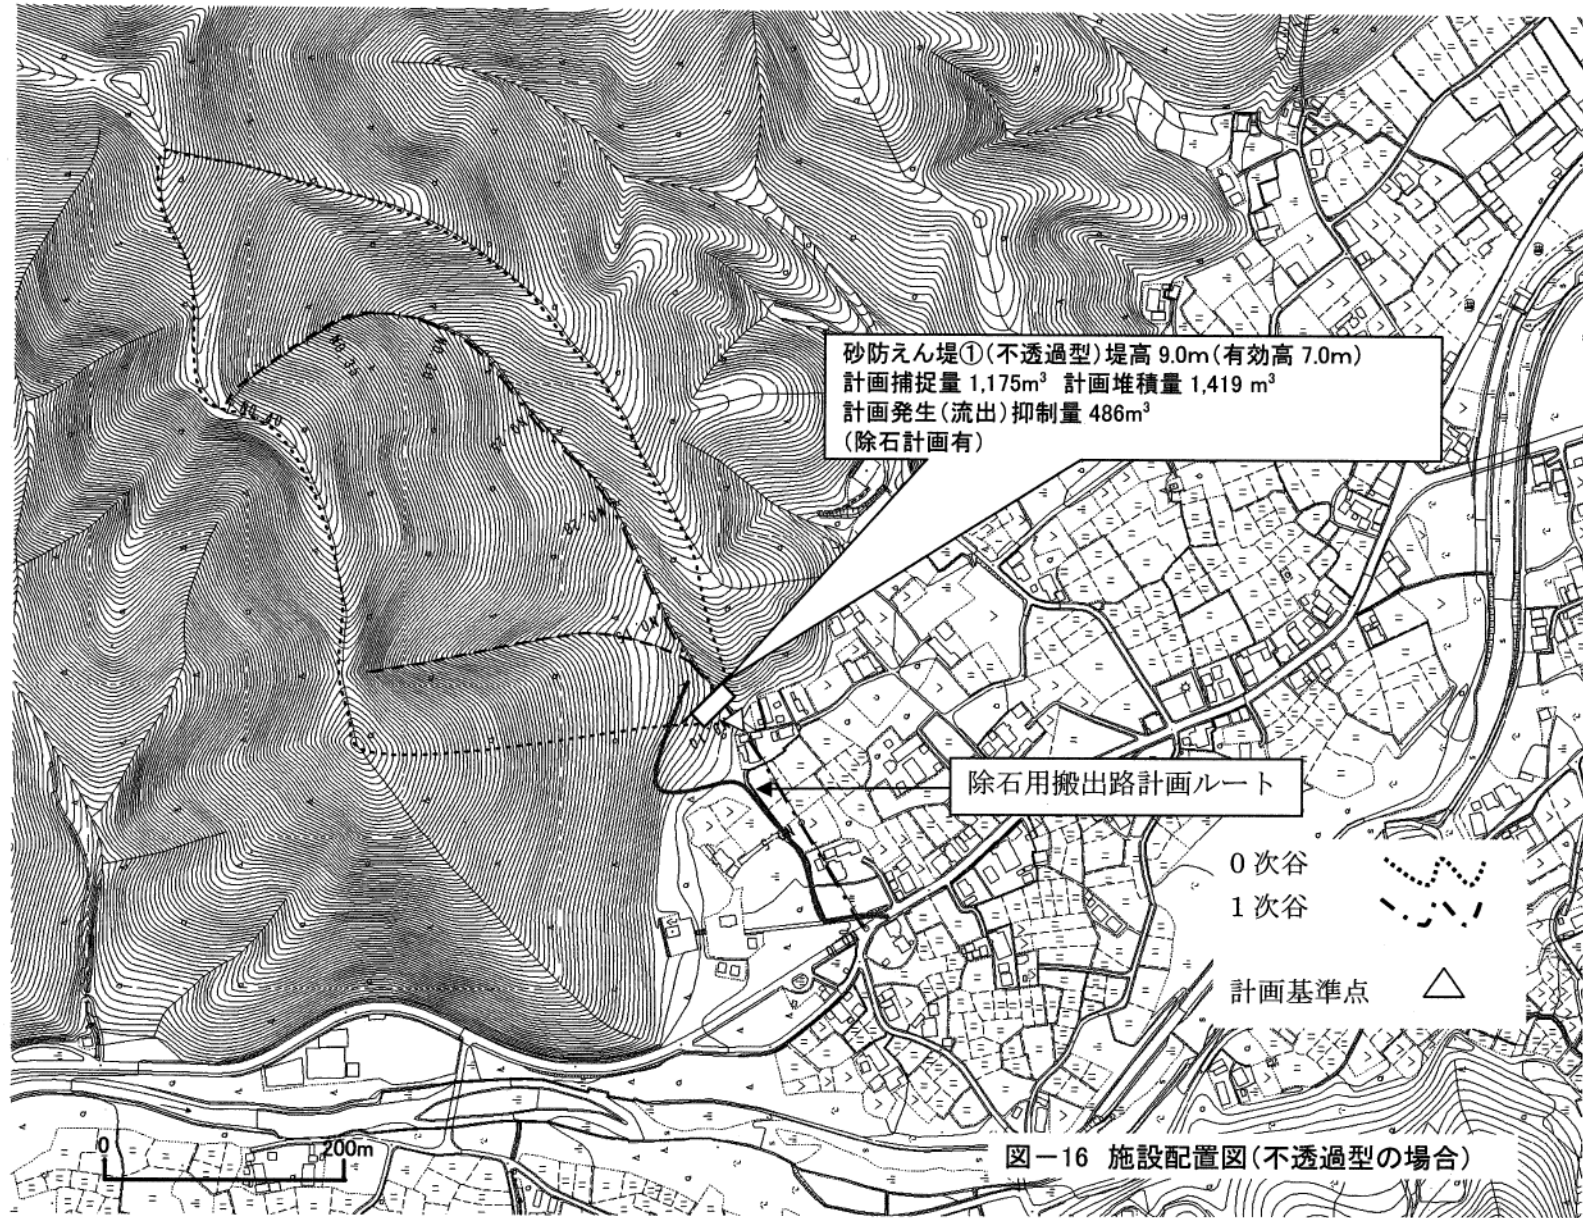 砂防えん堤①(不透過型)堤高 9.0m(有効高 7.0m)
計画捕捉量 1,175m³ 計画堆積量 1,419 m³
計画発生(流出)抑制量 486m³
(除石計画有)
除石用搬出路計画ルート
0 次谷
1 次谷
計画基準点
0
200m
図－16 施設配置図(不透過型の場合)